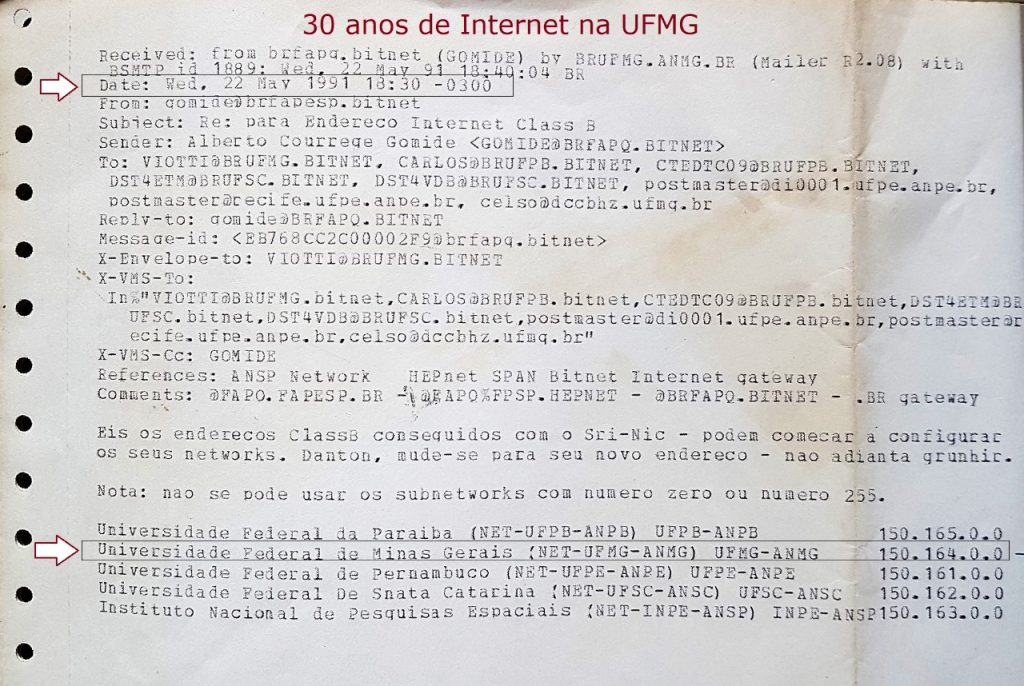 30 anos de Internet na UFMG
Received: from brfapq.bitnet (GOMIDE) by BRUFMG.ANMG.BR (Mailer R2.08) with
BSMTP id 1889; Wed, 22 May 91 18:40:04 BR
Date: Wed, 22 May 1991 18:30 -0300
From: gomide@brfapesp.bitnet
Subject: Re: para Endereco Internet Class B
Sender: Alberto Courrege Gomide <GOMIDE@BRFAPQ.BITNET>
To: VIOTTI@BRUFMG.BITNET, CARLOS@BRUFPB.BITNET, CTEDTC09@BRUFPB.BITNET,
DST4ETM@BRUFSC.BITNET, DST4VDB@BRUFSC.BITNET, postmaster@di0001.ufpe.anpe.br,
postmaster@recife.ufpe.anpe.br, celso@dccbhz.ufmg.br
Reply-to: gomide@BRFAPQ.BITNET
Message-id: <EB768CC2C00002F9@brfapq.bitnet>
X-Envelope-to: VIOTTI@BRUFMG.BITNET
X-VMS-To:
In%"VIOTTI@BRUFMG.bitnet,CARLOS@BRUFPB.bitnet,CTEDTC09@BRUFPB.bitnet,DST4ETM@BR
UFSC.bitnet,DST4VDB@BRUFSC.bitnet,postmaster@di0001.ufpe.anpe.br,postmaster@r
ecife.ufpe.anpe.br,celso@dccbhz.ufmg.br"
X-VMS-Cc: GOMIDE
References: ANSP Network HEPnet SPAN Bitnet Internet gateway
Comments: @FAPQ.FAPESP.BR - @FAPQ%FPSP.HEPNET - @BRFAPQ.BITNET - .BR gateway
Eis os enderecos ClassB conseguidos com o Sri-Nic - podem comecar a configurar
os seus networks. Danton, mude-se para seu novo endereco - nao adianta grunhir.
Nota: nao se pode usar os subnetworks com numero zero ou numero 255.
Universidade Federal da Paraiba (NET-UFPB-ANPB) UFPB-ANPB 150.165.0.0
Universidade Federal de Minas Gerais (NET-UFMG-ANMG) UFMG-ANMG 150.164.0.0
Universidade Federal de Pernambuco (NET-UFPE-ANPE) UFPE-ANPE 150.161.0.0
Universidade Federal De Snata Catarina (NET-UFSC-ANSC) UFSC-ANSC 150.162.0.0
Instituto Nacional de Pesquisas Espaciais (NET-INPE-ANSP) INPE-ANSP 150.163.0.0